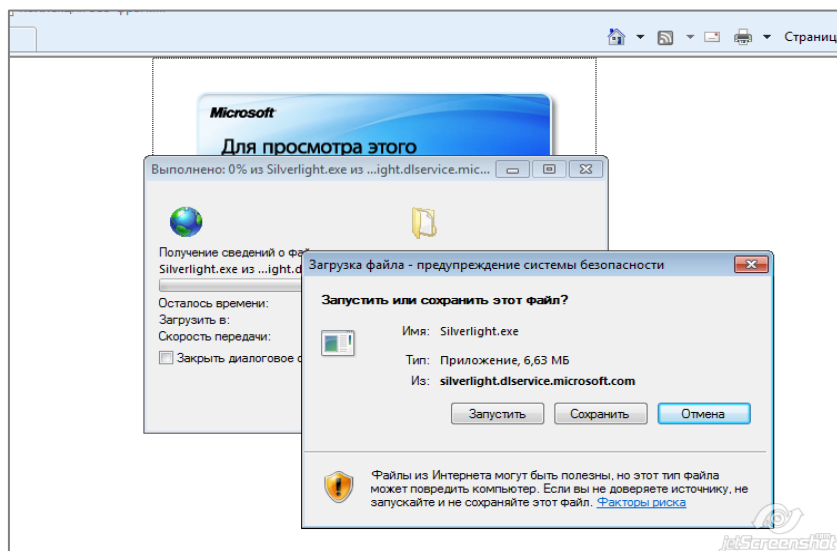 Страниц
Microsoft
Для просмотра этого
Выполнено: 0% из Silverlight.exe из ...ight.dlservice.mic...
Получение сведений о фай
Silverlight.exe из ...ight.d
Осталось времени:
Загрузить в:
Скорость передачи:
Закрыть диалоговое о
Загрузка файла - предупреждение системы безопасности
Запустить или сохранить этот файл?
Имя: Silverlight.exe
Тип: Приложение, 6,63 МБ
Из: silverlight.dlservice.microsoft.com
Запустить Сохранить Отмена
Файлы из Интернета могут быть полезны, но этот тип файла
может повредить компьютер. Если вы не доверяете источнику, не
запускайте и не сохраняйте этот файл. Факторы риска
jetScreenshot.com